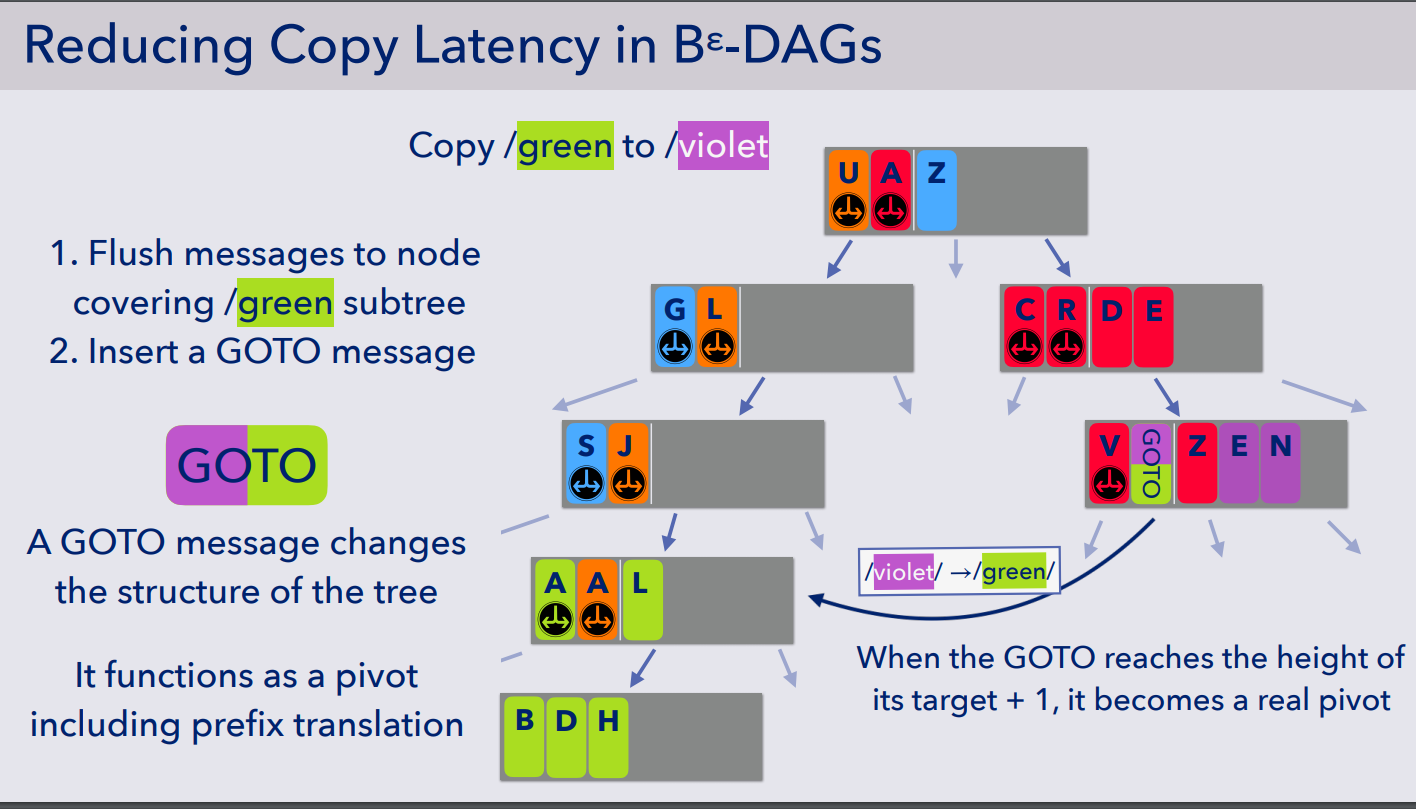 Reducing Copy Latency in Bᵋ-DAGs
Copy /green to /violet
1. Flush messages to node
covering /green subtree
2. Insert a GOTO message
GOTO
A GOTO message changes
the structure of the tree
It functions as a pivot
including prefix translation
U A Z
G L
C R D E
S J
V GOTO Z E N
A A L
B D H
/violet/ →/green/
When the GOTO reaches the height of
its target + 1, it becomes a real pivot